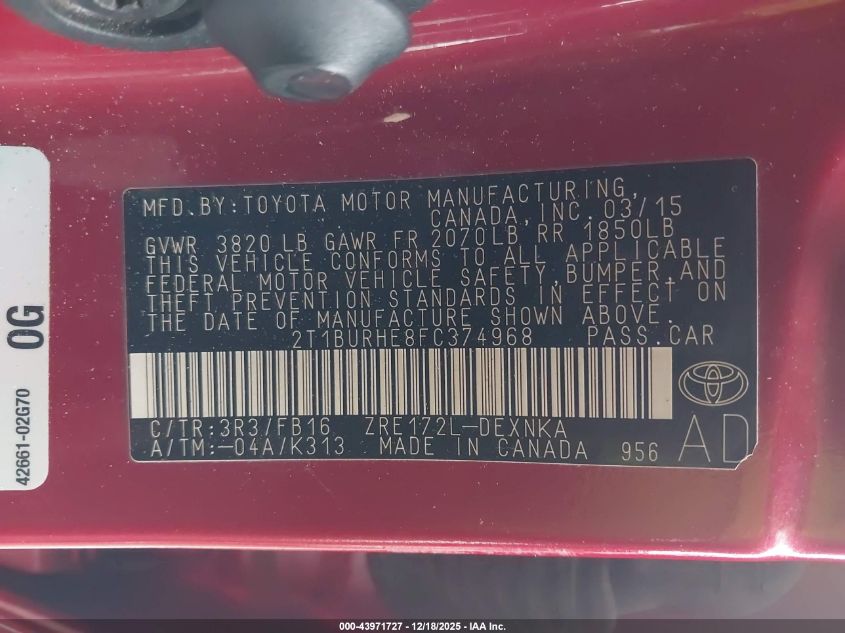 MFD.BY:TOYOTA MOTOR MANUFACTURING,
CANADA,INC. 03/15
GVWR 3820 LB GAWR FR 2070LB RR 1850LB
THIS VEHICLE CONFORMS TO ALL APPLICABLE
FEDERAL MOTOR VEHICLE SAFETY,BUMPER,AND
THEFT PREVENTION STANDARDS IN EFFECT ON
THE DATE OF MANUFACTURE SHOWN ABOVE.
2T1BURHE8FC374968 PASS.CAR
C/TR:3R3/FB16 ZRE172L-DEXNKA
A/TM:-04A/K313 MADE IN CANADA 956 AD
0G
42661-02G70
000-43971727 - 12/18/2025 - IAA Inc.